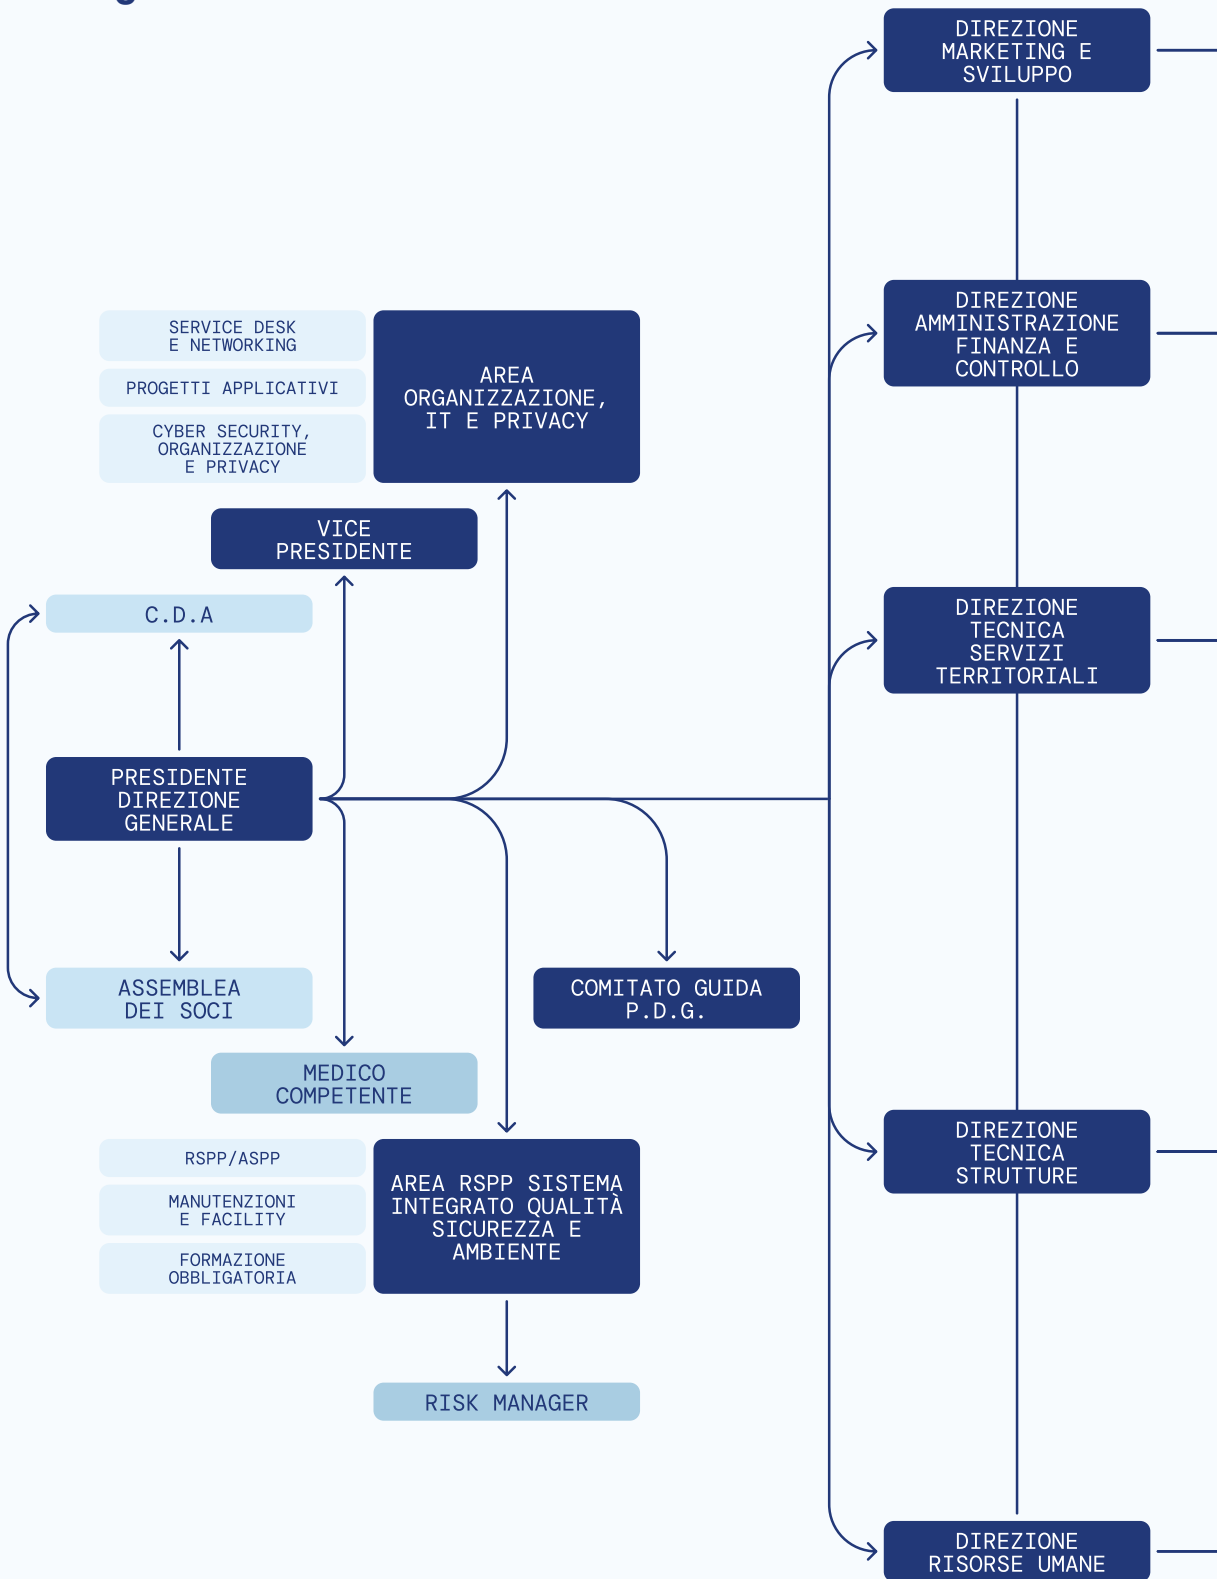 DIREZIONE
MARKETING E
SVILUPPO
DIREZIONE
AMMINISTRAZIONE
FINANZA E
CONTROLLO
SERVICE DESK
E NETWORKING
PROGETTI APPLICATIVI
CYBER SECURITY,
ORGANIZZAZIONE
E PRIVACY
AREA
ORGANIZZAZIONE,
IT E PRIVACY
VICE
PRESIDENTE
C.D.A
DIREZIONE
TECNICA
SERVIZI
TERRITORIALI
PRESIDENTE
DIREZIONE
GENERALE
ASSEMBLEA
DEI SOCI
COMITATO GUIDA
P.D.G.
MEDICO
COMPETENTE
DIREZIONE
TECNICA
STRUTTURE
RSPP/ASPP
MANUTENZIONI
E FACILITY
FORMAZIONE
OBBLIGATORIA
AREA RSPP SISTEMA
INTEGRATO QUALITÀ
SICUREZZA E
AMBIENTE
RISK MANAGER
DIREZIONE
RISORSE UMANE